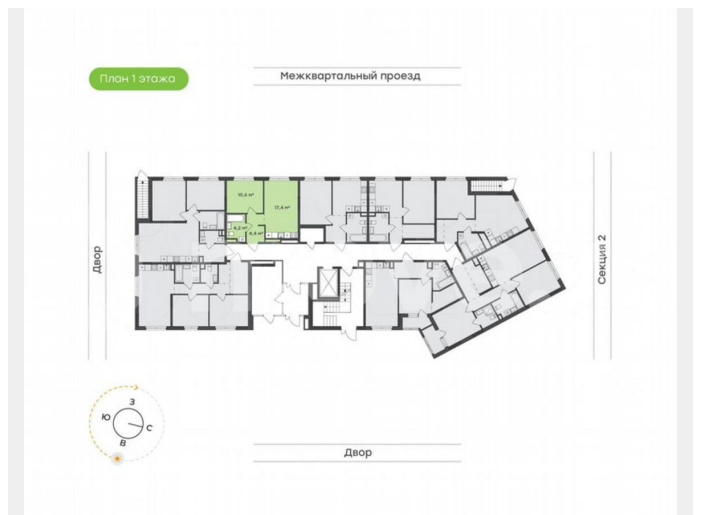 План 1 этажа
Межквартальный проезд
10,6 м²
17,4 м²
4,2 м²
4,4 м²
Двор
Секция 2
З
Ю
С
В
Двор